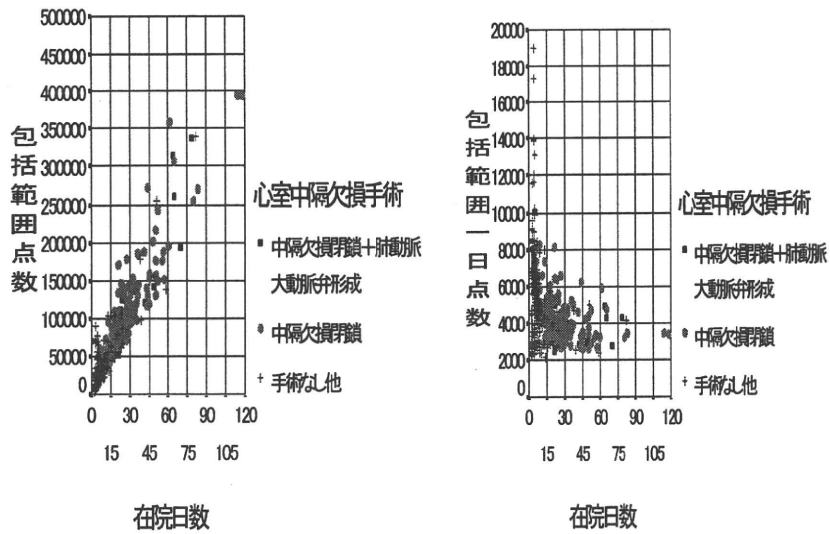 500000
450000
400000
350000
300000
250000
200000
150000
100000
50000
0
包括範囲点数
0 30 60 90 120
15 45 75 105
在院日数
心室中隔欠損手術
中隔欠損閉鎖＋肺動脈
大動脈弁形成
中隔欠損閉鎖
手術なし他
20000
18000
16000
14000
12000
10000
8000
6000
4000
2000
0
包括範囲一日点数
0 30 60 90 120
15 45 75 105
在院日数
心室中隔欠損手術
中隔欠損閉鎖＋肺動脈
大動脈弁形成
中隔欠損閉鎖
手術なし他